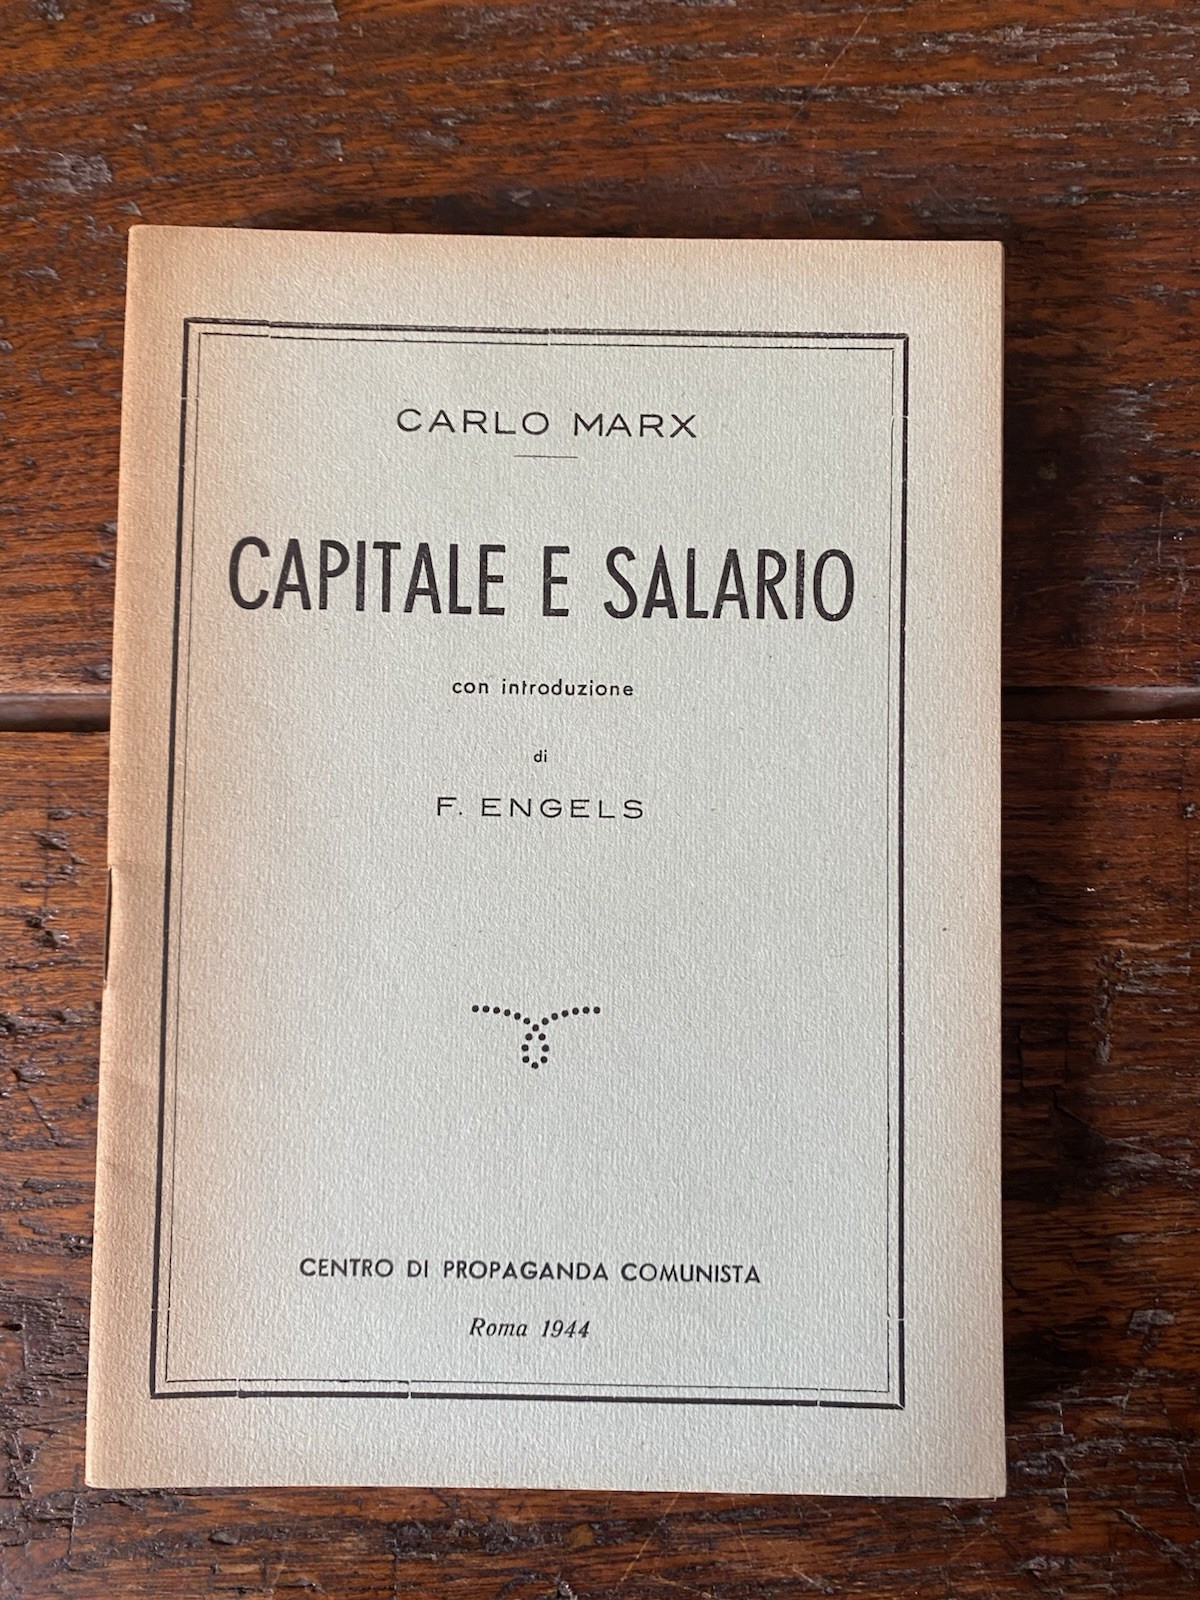 CARLO MARX
CAPITALE E SALARIO
con introduzione
di
F. ENGELS
CENTRO DI PROPAGANDA COMUNISTA
Roma 1944